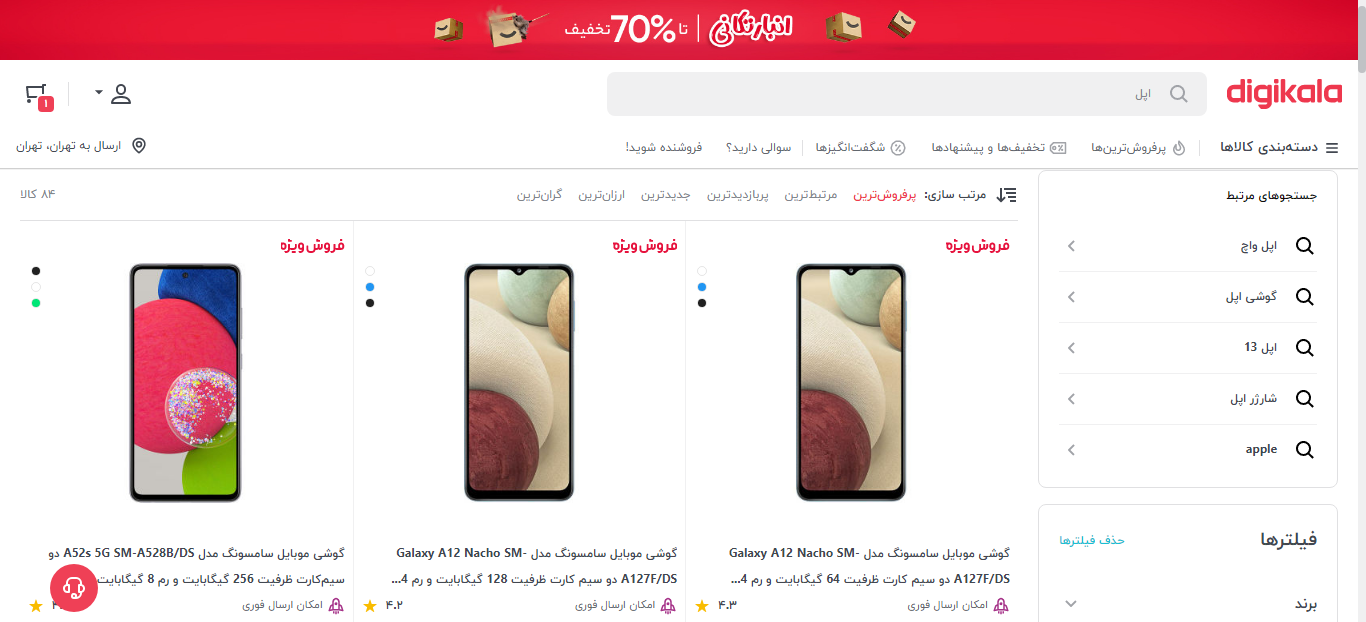 انبارتکانی | تا 70% تخفیف
digikala
اپل
۱
دسته‌بندی کالاها
پرفروش‌ترین‌ها
تخفیف‌ها و پیشنهادها
شگفت‌انگیزها
سوالی دارید؟
فروشنده شوید!
ارسال به تهران، تهران
جستجوهای مرتبط
اپل واچ
گوشی اپل
اپل 13
شارژر اپل
apple
فیلترها
حذف فیلترها
برند
مرتب سازی: پرفروش‌ترین مرتبط‌ترین پربازدیدترین جدیدترین ارزان‌ترین گران‌ترین
۸۴ کالا
فروش ویژه
گوشی موبایل سامسونگ مدل Galaxy A12 Nacho SM-
A127F/DS دو سیم کارت ظرفیت 64 گیگابایت و رم 4...
امکان ارسال فوری
۴.۳
فروش ویژه
گوشی موبایل سامسونگ مدل Galaxy A12 Nacho SM-
A127F/DS دو سیم کارت ظرفیت 128 گیگابایت و رم 4...
امکان ارسال فوری
۴.۲
فروش ویژه
گوشی موبایل سامسونگ مدل A52s 5G SM-A528B/DS دو
سیم‌کارت ظرفیت 256 گیگابایت و رم 8 گیگابایت
امکان ارسال فوری